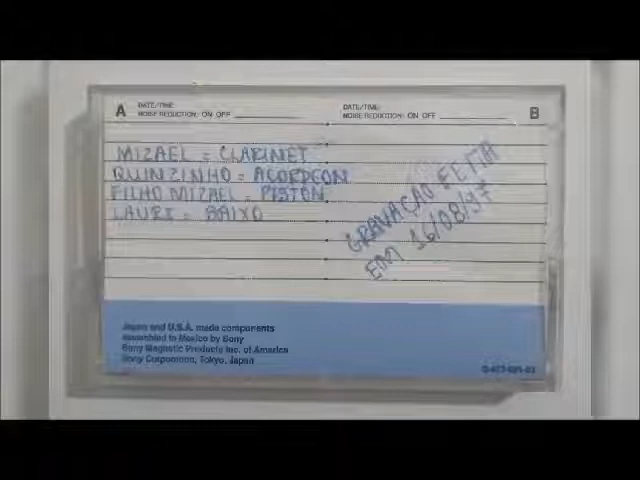 A DATE/TIME:
NOISE REDUCTION: ON OFF
DATE/TIME:
NOISE REDUCTION: ON OFF B
MIZAEL = CLARINET
QUINZINHO = ACORDEON
FILHO MIZAEL = PISTON
LAURI = BAIXO
GRAVAÇÃO FEITA
EM 16/08/97
Japan and U.S.A. made components
assembled in Mexico by Sony
Sony Magnetic Products Inc. of America
Sony Corporation, Tokyo, Japan